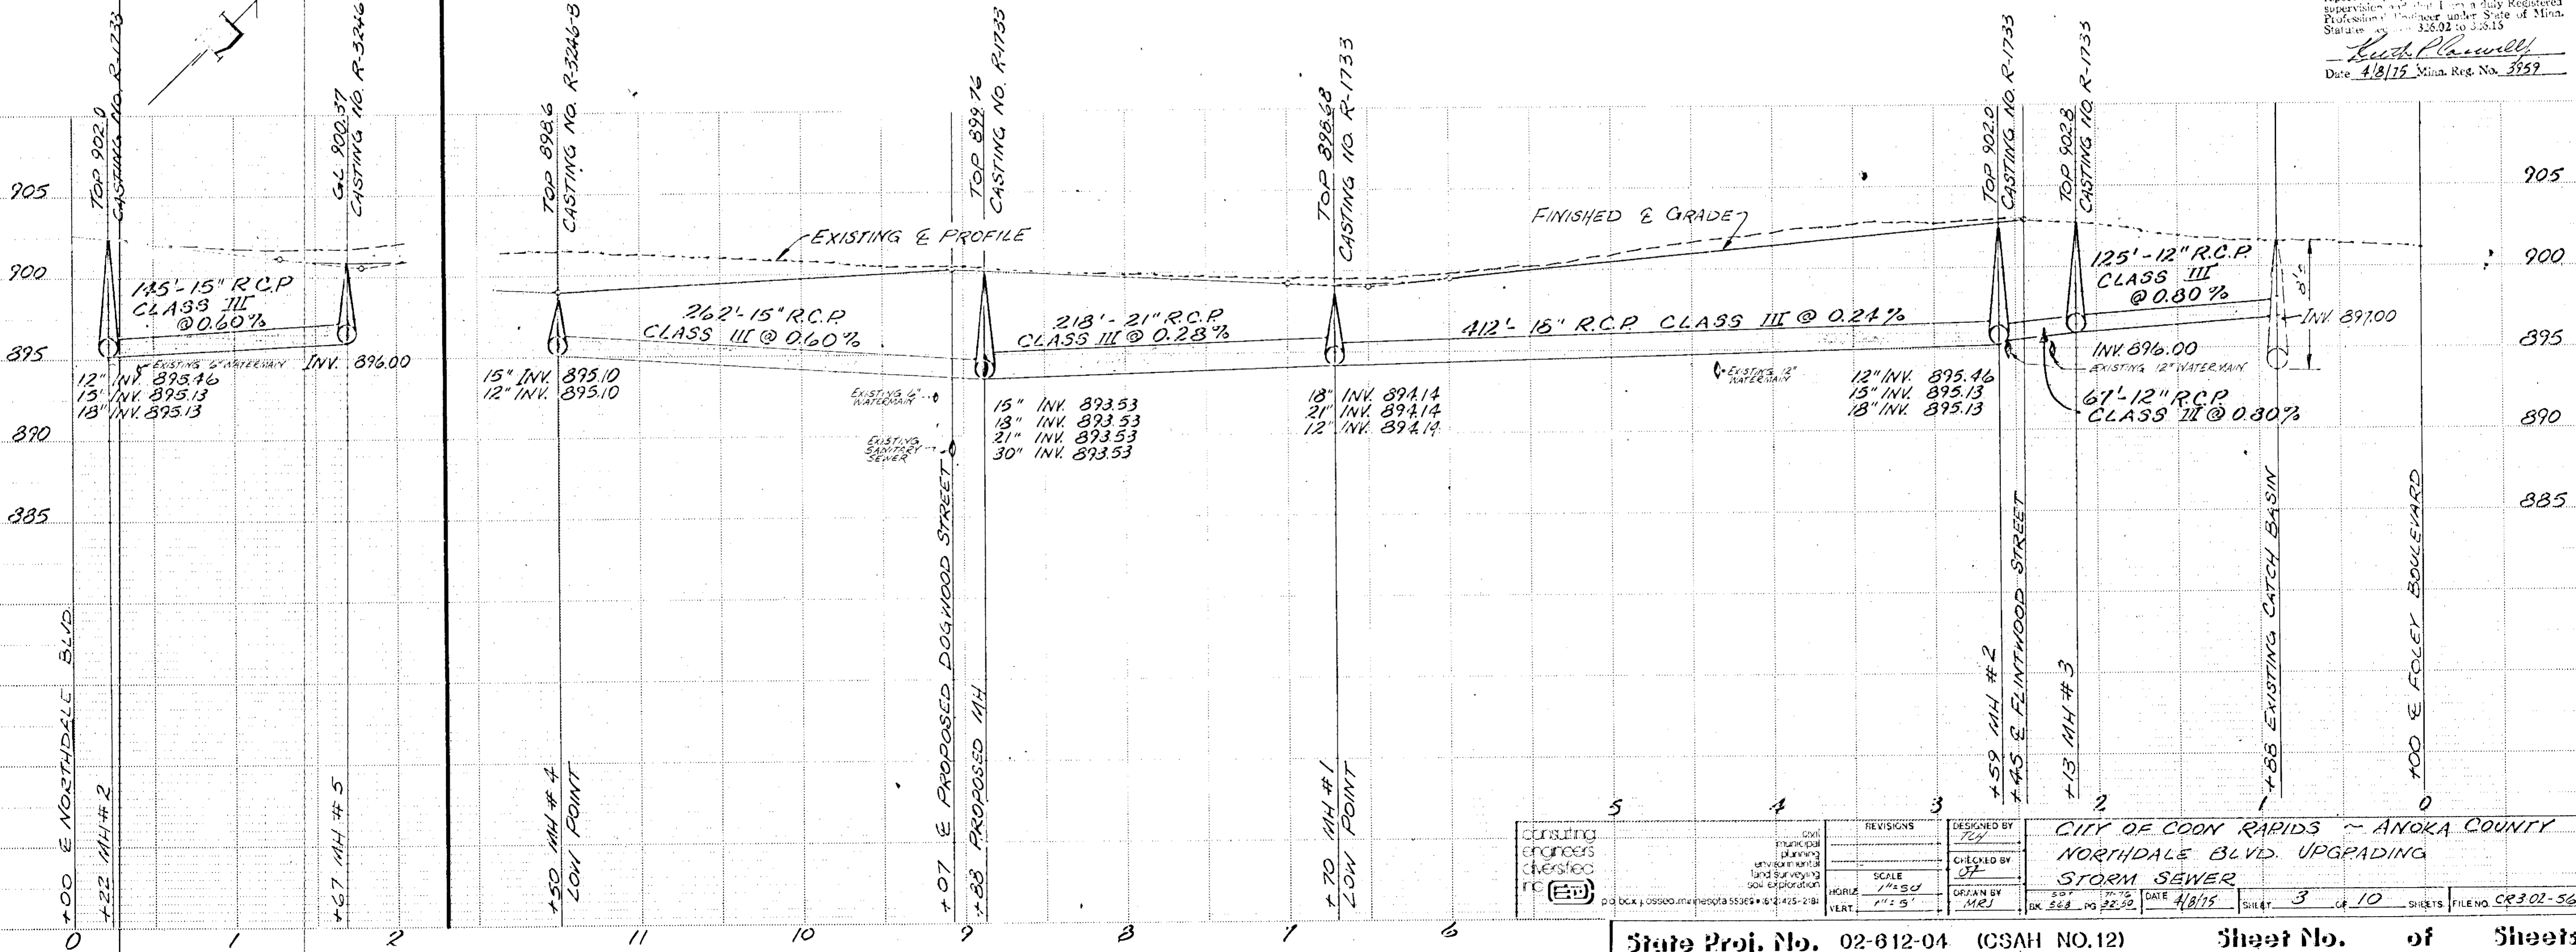 supervision
Professional Engineer under State of Minn.
Statutes 326.02 to 326.15
Date 4/8/75 Minn. Reg. No. 3959
TOP 902.0
CASTING NO. R-1733
GL 900.37
CASTING NO. R-3246
TOP 898.6
CASTING NO. R-3246-B
TOP 899.76
CASTING NO. R-1733
TOP 898.68
CASTING NO. R-1733
TOP 902.0
CASTING NO. R-1733
TOP 902.8
CASTING NO. R-1733
905
905
FINISHED ℄ GRADE
EXISTING ℄ PROFILE
900
900
145'-15" R.C.P
CLASS III
@ 0.60%
262'-15" R.C.P.
CLASS III @ 0.60%
218'-21" R.C.P.
CLASS III @ 0.28%
412'-18" R.C.P. CLASS III @ 0.24%
125'-12" R.C.P.
CLASS III
@ 0.80%
INV. 897.00
895
895
EXISTING 6" WATERMAIN
INV. 896.00
12" INV. 895.46
15" INV. 895.13
18" INV. 895.13
15" INV. 895.10
12" INV. 895.10
EXISTING 6"
WATERMAIN
15" INV. 893.53
18" INV. 893.53
21" INV. 893.53
30" INV. 893.53
EXISTING
SANITARY
SEWER
18" INV. 894.14
21" INV. 894.14
12" INV. 894.14
EXISTING 12"
WATERMAIN
12" INV. 895.46
15" INV. 895.13
18" INV. 895.13
INV. 896.00
EXISTING 12" WATERMAIN
67'-12" R.C.P.
CLASS III @ 0.80%
890
890
885
885
+00 ℄ NORTHDALE BLVD.
+22 MH #2
+67 MH #5
+50 MH #4
LOW POINT
+07 ℄ PROPOSED DOGWOOD STREET
+88 PROPOSED MH
+70 MH #1
LOW POINT
+59 MH #2
+45 ℄ FLINTWOOD STREET
+13 MH #3
+88 EXISTING CATCH BASIN
+00 ℄ FOLEY BOULEVARD
5 4 3 2 1 0
0 1 2 11 10 9 8 7 6
consulting
engineers
diversified
inc
civil
municipal
planning
environmental
land surveying
soil exploration
REVISIONS
SCALE
HORIZ. 1"=50'
VERT. 1"=5'
DESIGNED BY
CHECKED BY
DRAWN BY
MRJ
CITY OF COON RAPIDS ~ ANOKA COUNTY
NORTHDALE BLVD. UPGRADING
STORM SEWER
DATE 4/8/75 SHEET 3 OF 10 SHEETS FILE NO. CR302-56
State Proj. No. 02-612-04 (CSAH NO.12) Sheet No. of Sheets